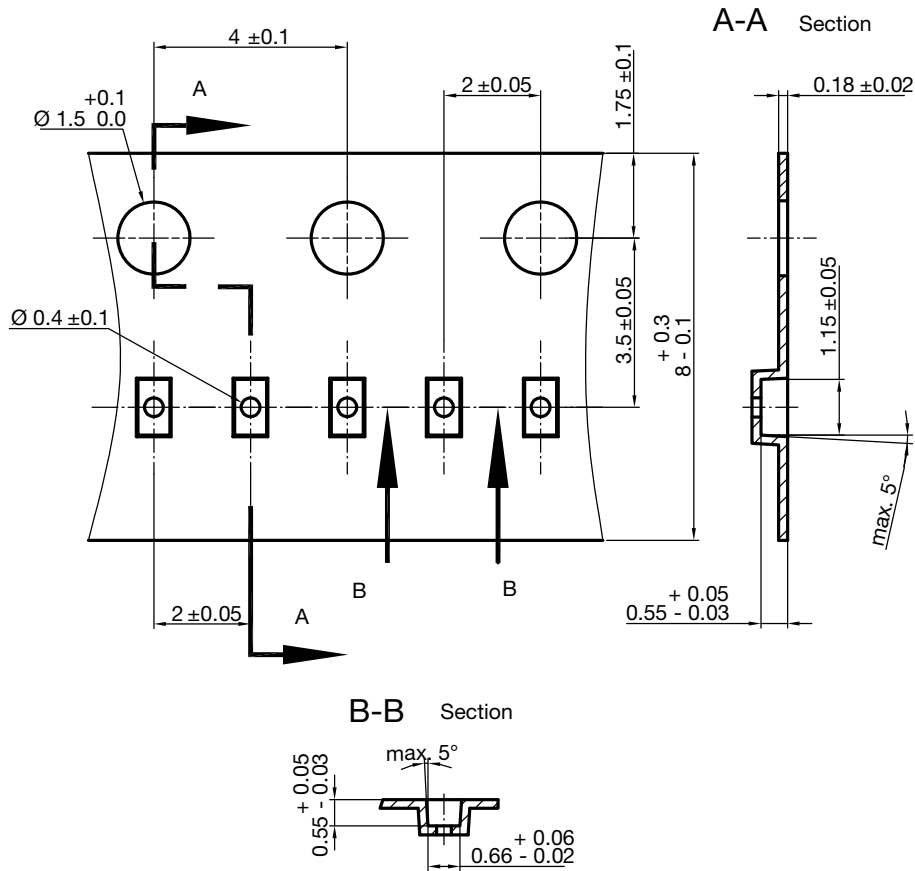 A-A Section
4 ±0.1
A
+0.1
Ø 1.5 0.0
2 ±0.05
1.75 ±0.1
0.18 ±0.02
3.5 ±0.05
+ 0.3
8 - 0.1
1.15 ±0.05
Ø 0.4 ±0.1
max. 5°
B
B
2 ±0.05
A
+ 0.05
0.55 - 0.03
B-B Section
max. 5°
+ 0.05
0.55 - 0.03
+ 0.06
0.66 - 0.02